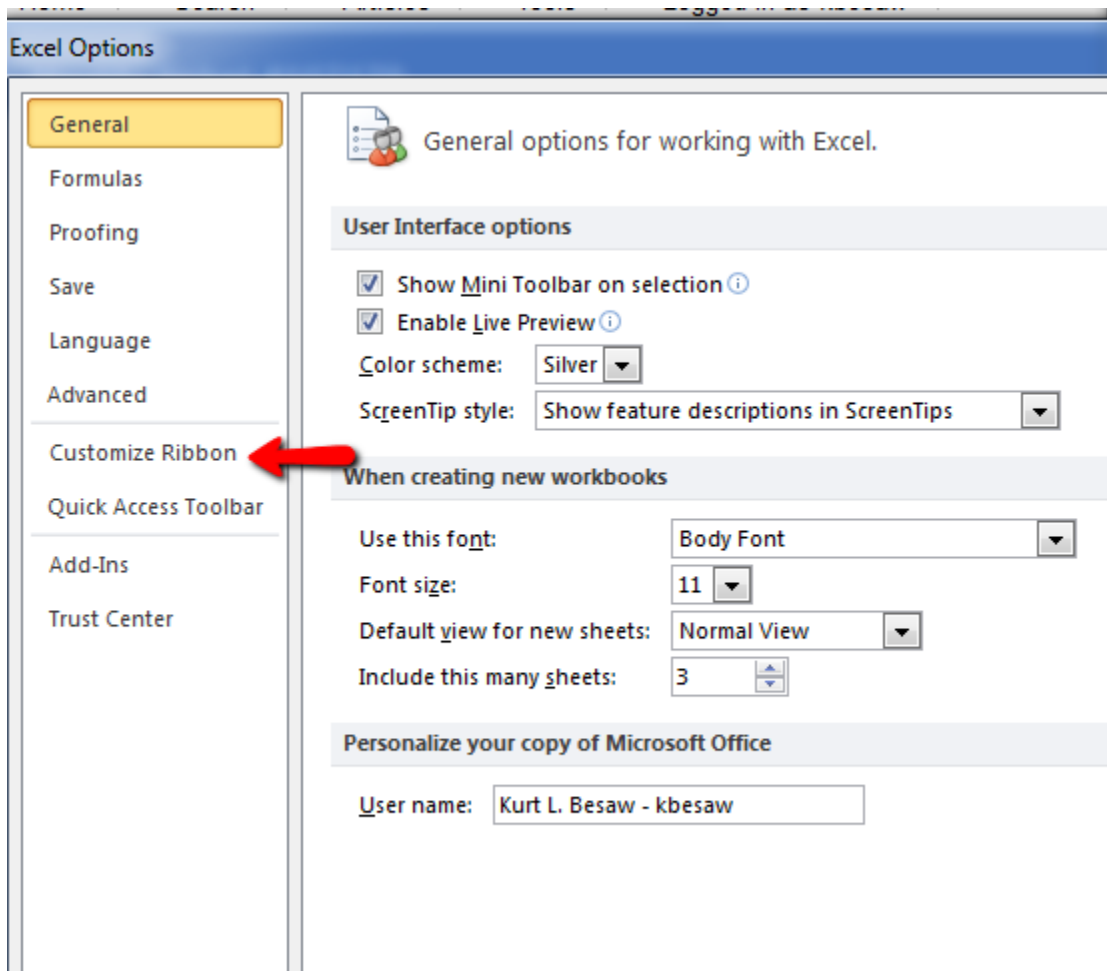 Excel Options
General
Formulas
Proofing
Save
Language
Advanced
Customize Ribbon
Quick Access Toolbar
Add-Ins
Trust Center
General options for working with Excel.
User Interface options
Show Mini Toolbar on selection
Enable Live Preview
Color scheme: Silver
ScreenTip style: Show feature descriptions in ScreenTips
When creating new workbooks
Use this font: Body Font
Font size: 11
Default view for new sheets: Normal View
Include this many sheets: 3
Personalize your copy of Microsoft Office
User name: Kurt L. Besaw - kbesaw